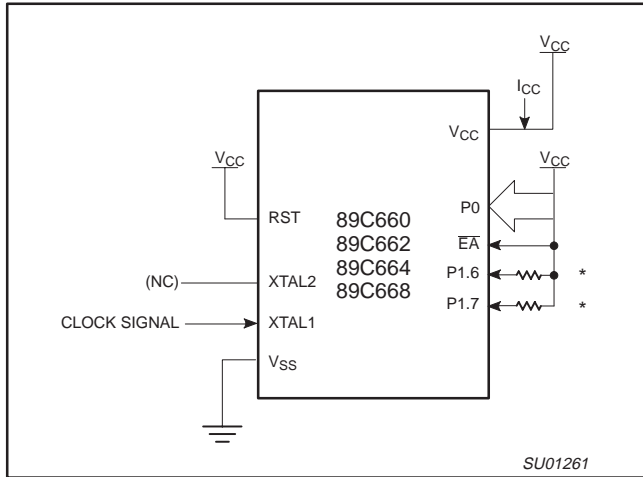 VCC
ICC
VCC
VCC
VCC
P0
RST
89C660
89C662
89C664
89C668
EA
P1.6
*
(NC)
XTAL2
P1.7
*
CLOCK SIGNAL
XTAL1
VSS
SU01261